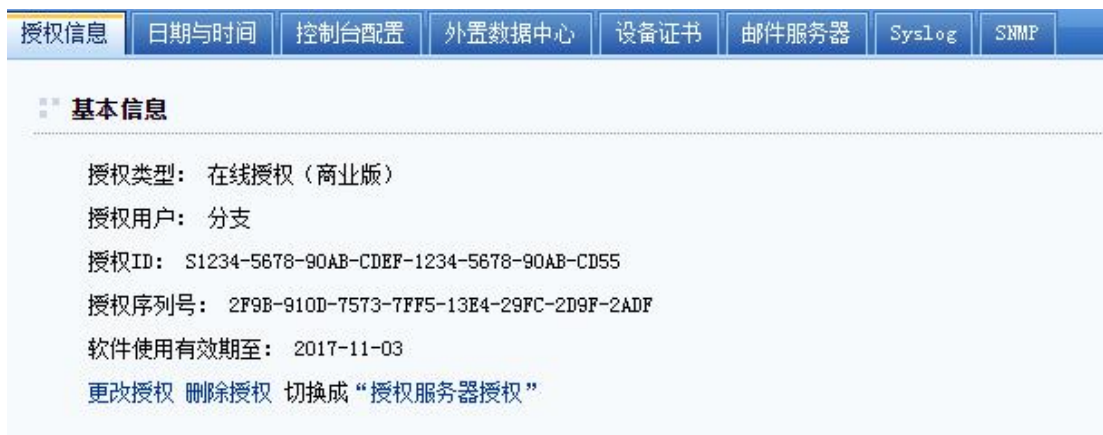 授权信息 日期与时间 控制台配置 外置数据中心 设备证书 邮件服务器 Syslog SNMP
基本信息
授权类型： 在线授权（商业版）
授权用户： 分支
授权ID： S1234-5678-90AB-CDEF-1234-5678-90AB-CD55
授权序列号： 2F9B-910D-7573-7FF5-13E4-29FC-2D9F-2ADF
软件使用有效期至： 2017-11-03
更改授权 删除授权 切换成“授权服务器授权”